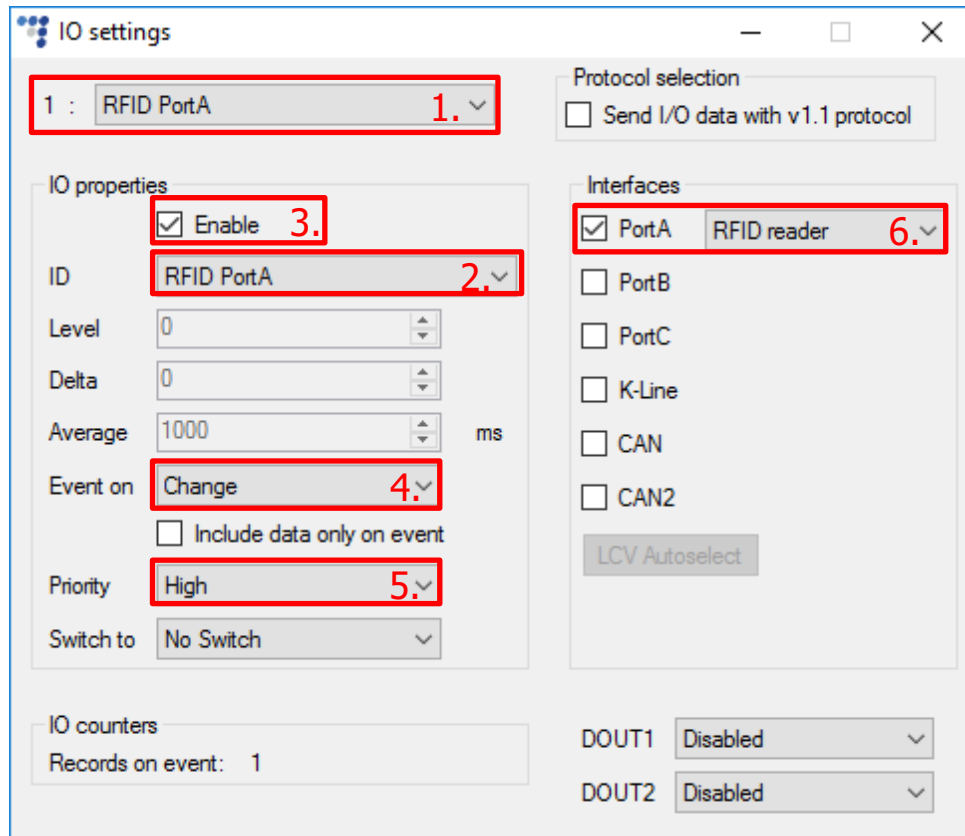 IO settings
1 : RFID PortA 1.
Protocol selection
Send I/O data with v1.1 protocol
IO properties
Enable 3.
ID RFID PortA 2.
Level 0
Delta 0
Average 1000 ms
Event on Change 4.
Include data only on event
Priority High 5.
Switch to No Switch
Interfaces
PortA RFID reader 6.
PortB
PortC
K-Line
CAN
CAN2
LCV Autoselect
IO counters
Records on event: 1
DOUT1 Disabled
DOUT2 Disabled